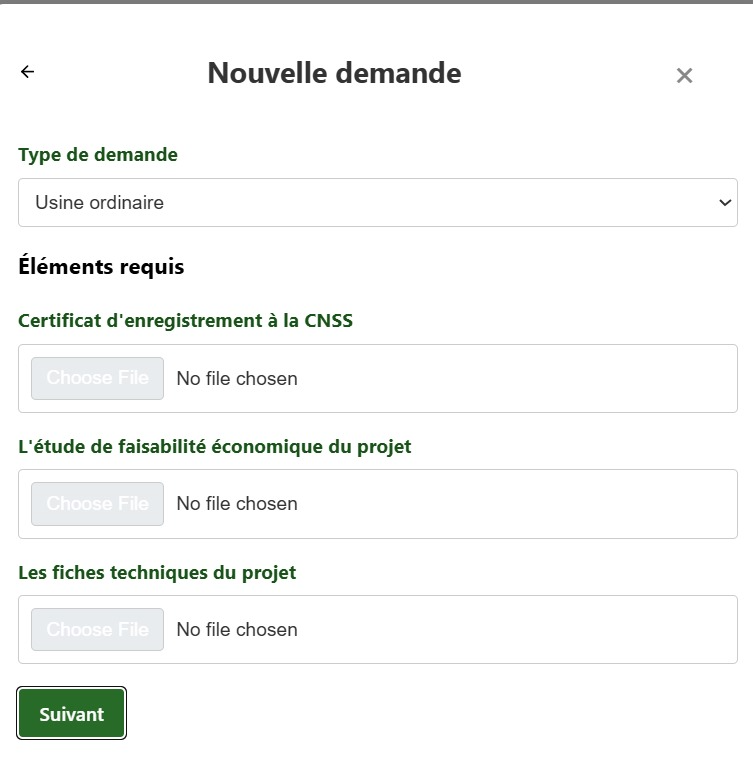 Nouvelle demande
Type de demande
Usine ordinaire
Éléments requis
Certificat d'enregistrement à la CNSS
Choose File No file chosen
L'étude de faisabilité économique du projet
Choose File No file chosen
Les fiches techniques du projet
Choose File No file chosen
Suivant